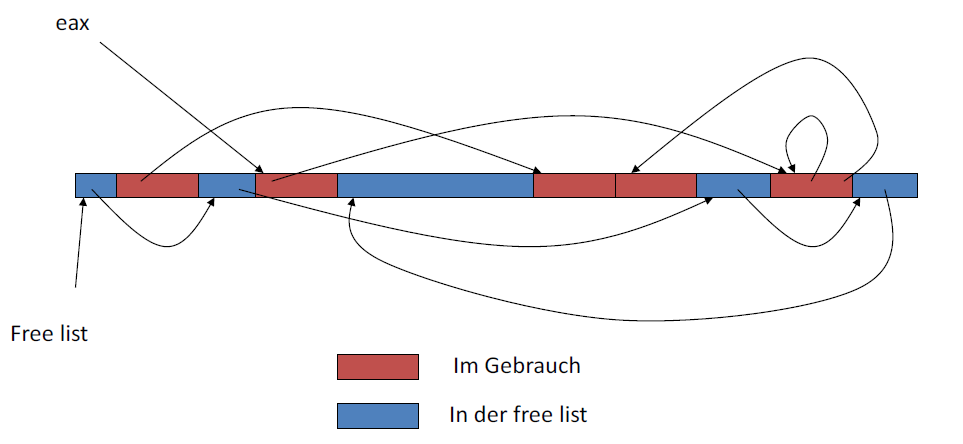 eax
Free list
Im Gebrauch
In der free list